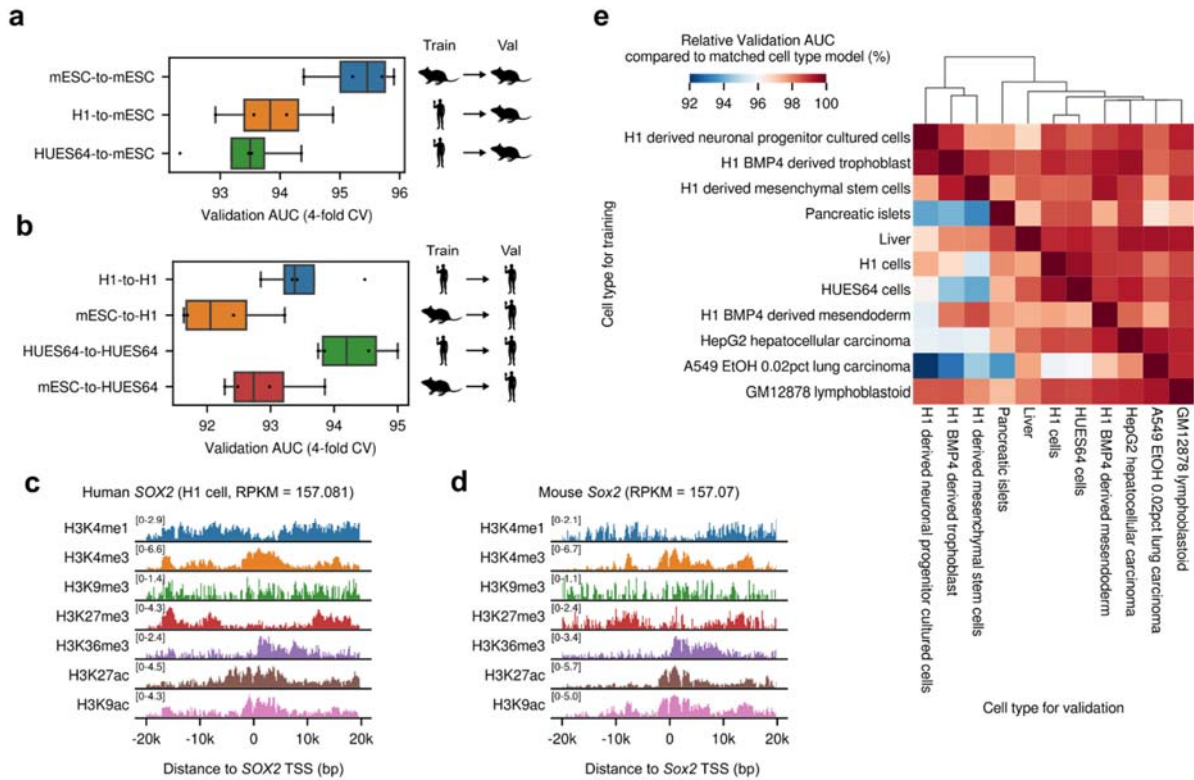 a
Train Val
mESC-to-mESC
H1-to-mESC
HUES64-to-mESC
93 94 95 96
Validation AUC (4-fold CV)
b
Train Val
H1-to-H1
mESC-to-H1
HUES64-to-HUES64
mESC-to-HUES64
92 93 94 95
Validation AUC (4-fold CV)
c
Human SOX2 (H1 cell, RPKM = 157.081)
H3K4me1 [0-2.9]
H3K4me3 [0-6.6]
H3K9me3 [0-1.4]
H3K27me3 [0-4.3]
H3K36me3 [0-2.4]
H3K27ac [0-4.5]
H3K9ac [0-4.3]
-20k -10k 0 10k 20k
Distance to SOX2 TSS (bp)
d
Mouse Sox2 (RPKM = 157.07)
H3K4me1 [0-2.1]
H3K4me3 [0-6.7]
H3K9me3 [0-1.1]
H3K27me3 [0-2.4]
H3K36me3 [0-3.4]
H3K27ac [0-5.7]
H3K9ac [0-5.0]
-20k -10k 0 10k 20k
Distance to Sox2 TSS (bp)
e
Relative Validation AUC
compared to matched cell type model (%)
92 94 96 98 100
Cell type for training
H1 derived neuronal progenitor cultured cells
H1 BMP4 derived trophoblast
H1 derived mesenchymal stem cells
Pancreatic islets
Liver
H1 cells
HUES64 cells
H1 BMP4 derived mesendoderm
HepG2 hepatocellular carcinoma
A549 EtOH 0.02pct lung carcinoma
GM12878 lymphoblastoid
H1 derived neuronal progenitor cultured cells
H1 BMP4 derived trophoblast
H1 derived mesenchymal stem cells
Pancreatic islets
Liver
H1 cells
HUES64 cells
H1 BMP4 derived mesendoderm
HepG2 hepatocellular carcinoma
A549 EtOH 0.02pct lung carcinoma
GM12878 lymphoblastoid
Cell type for validation